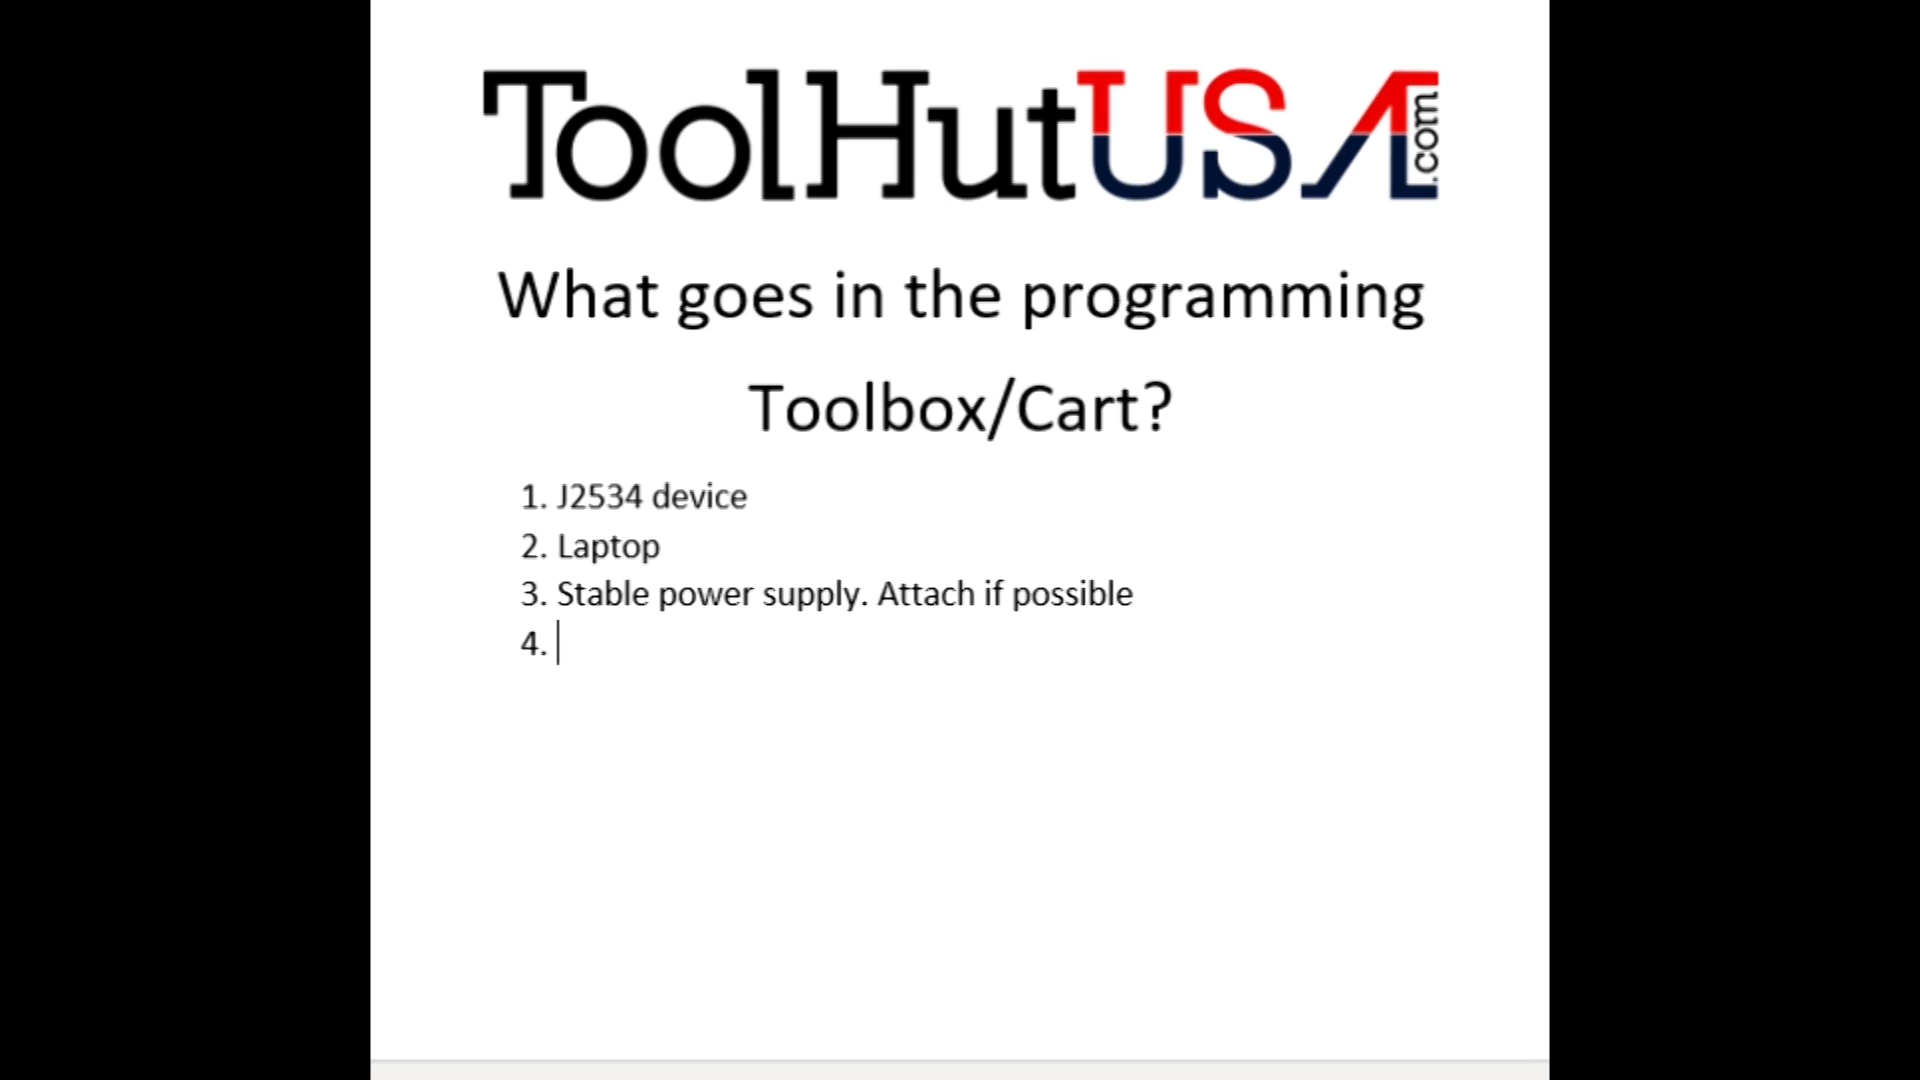 ToolHutUSA.com
What goes in the programming
Toolbox/Cart?
1. J2534 device
2. Laptop
3. Stable power supply. Attach if possible
4.